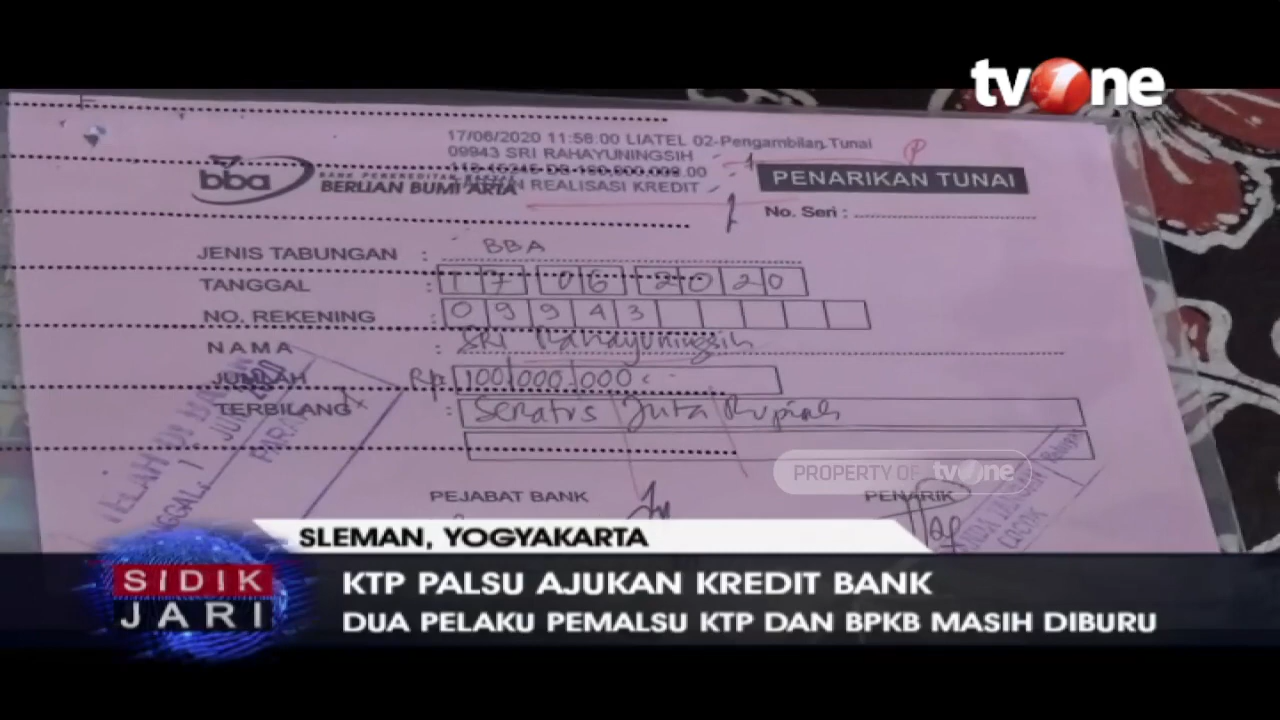 tvOne
17/06/2020 11:56:00 LIATEL 02-Pengambilan Tunai
09943 SRI RAHAYUNINGSIH
REALISASI KREDIT
bba
BERLIAN BUMI ARTA
PENARIKAN TUNAI
No. Seri :
JENIS TABUNGAN : BBA
TANGGAL : 17 06 2020
NO. REKENING : 09943
NAMA : SRI Rahayuningsih
JUMLAH Rp. 100.000.000
TERBILANG : Seratus Juta Rupiah
PROPERTY OF tvOne
PEJABAT BANK PENARIK
SLEMAN, YOGYAKARTA
SIDIK JARI
KTP PALSU AJUKAN KREDIT BANK
DUA PELAKU PEMALSU KTP DAN BPKB MASIH DIBURU